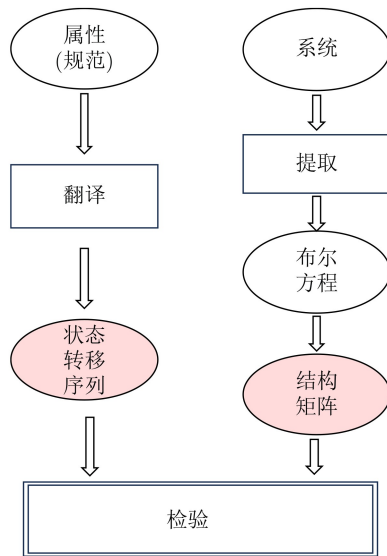 属性
(规范)
翻译
状态
转移
序列
系统
提取
布尔
方程
结构
矩阵
检验